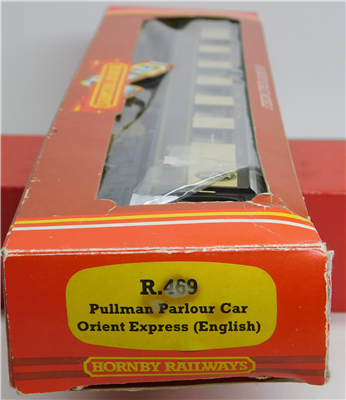 R.469
Pullman Parlour Car
Orient Express (English)
HORNBY RAILWAYS